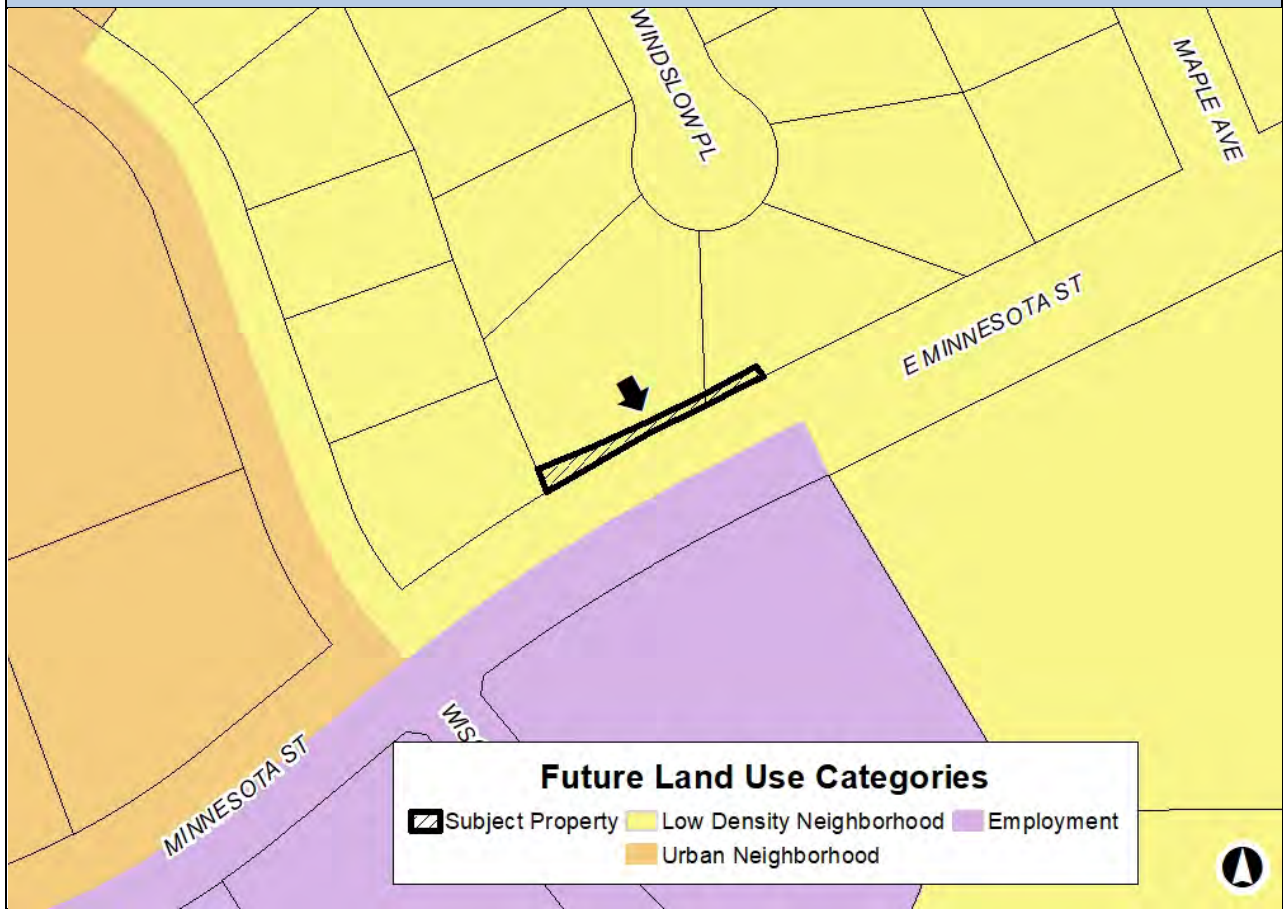 WINDSLOW PL
MAPLE AVE
E MINNESOTA ST
WISC
MINNESOTA ST
Future Land Use Categories
Subject Property Low Density Neighborhood Employment
Urban Neighborhood